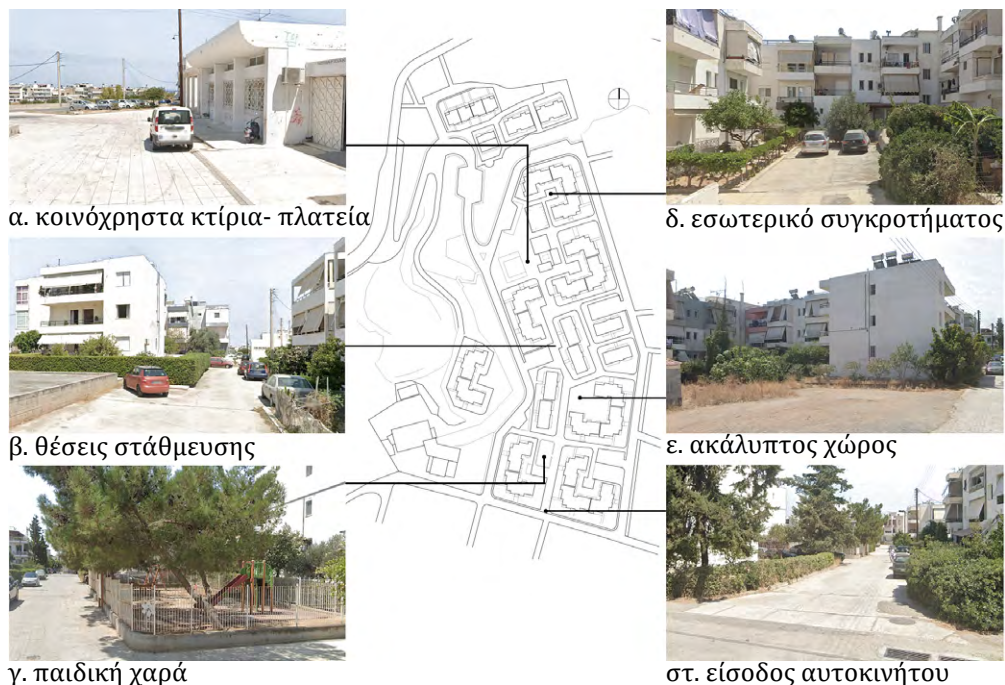 α. κοινόχρηστα κτίρια- πλατεία
β. θέσεις στάθμευσης
γ. παιδική χαρά
δ. εσωτερικό συγκροτήματος
ε. ακάλυπτος χώρος
στ. είσοδος αυτοκινήτου